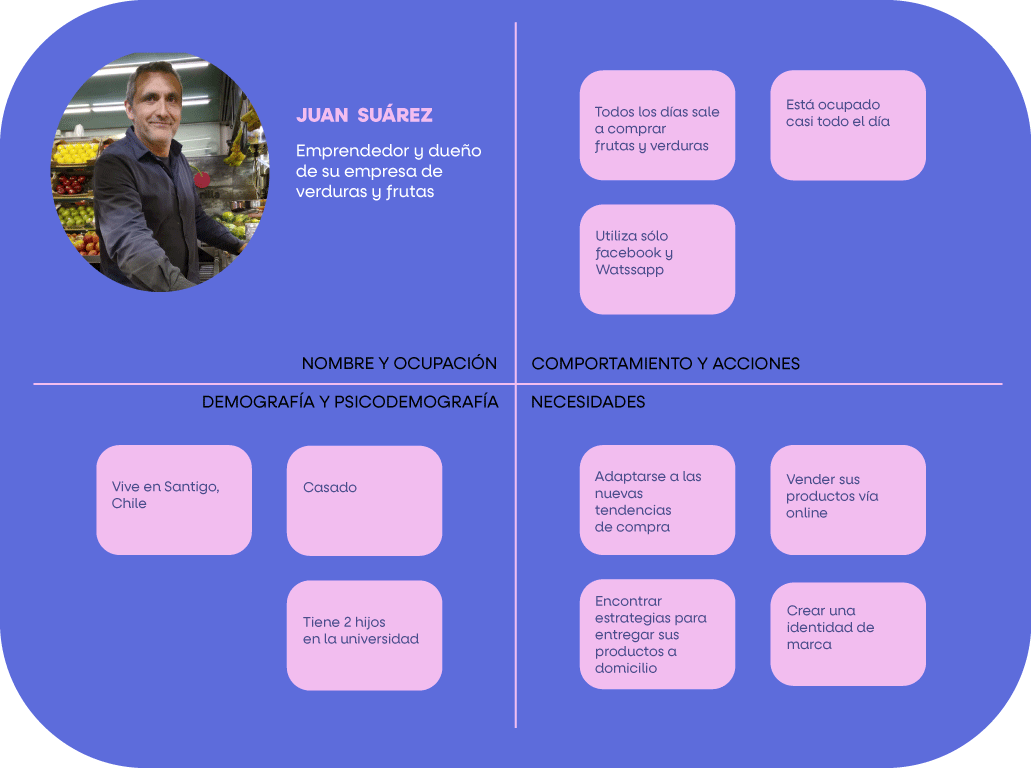 JUAN SUÁREZ
Emprendedor y dueño
de su empresa de
verduras y frutas
NOMBRE Y OCUPACIÓN
Todos los días sale
a comprar
frutas y verduras
Está ocupado
casi todo el día
Utiliza sólo
facebook y
Watssapp
COMPORTAMIENTO Y ACCIONES
DEMOGRAFÍA Y PSICODEMOGRAFÍA
Vive en Santigo,
Chile
Casado
Tiene 2 hijos
en la universidad
NECESIDADES
Adaptarse a las
nuevas
tendencias
de compra
Vender sus
productos vía
online
Encontrar
estrategias para
entregar sus
productos a
domicilio
Crear una
identidad de
marca